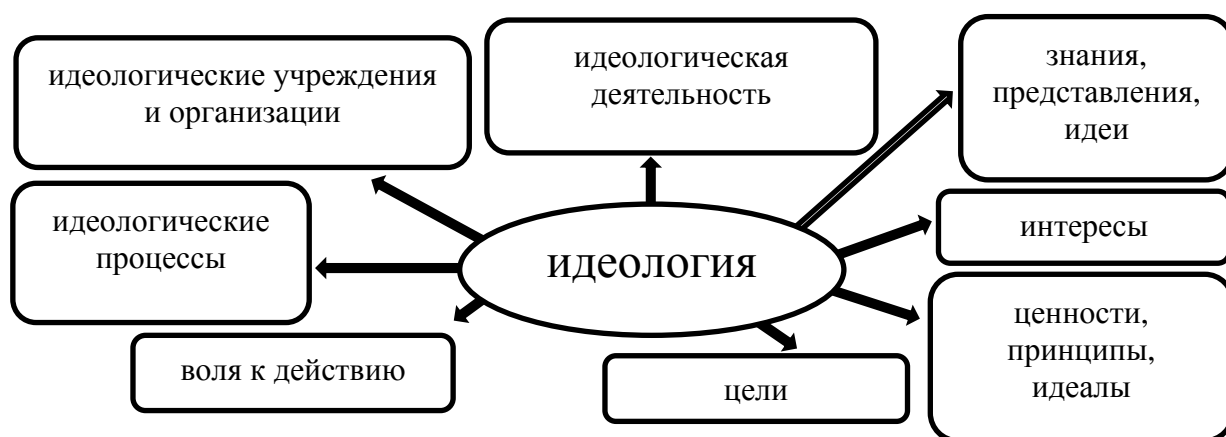 идеологические учреждения
и организации
идеологическая
деятельность
знания,
представления,
идеи
идеологические
процессы
идеология
интересы
ценности,
принципы,
идеалы
воля к действию
цели